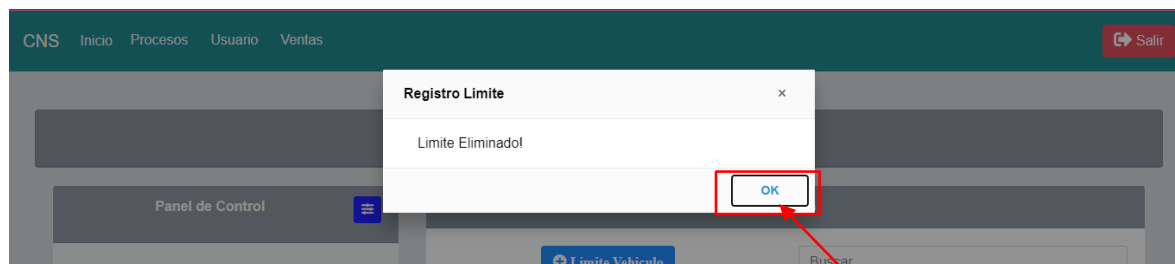 CNS Inicio Procesos Usuario Ventas Salir
Registro Limite ×
Limite Eliminado!
OK
Panel de Control
Limite Vehiculo
Buscar